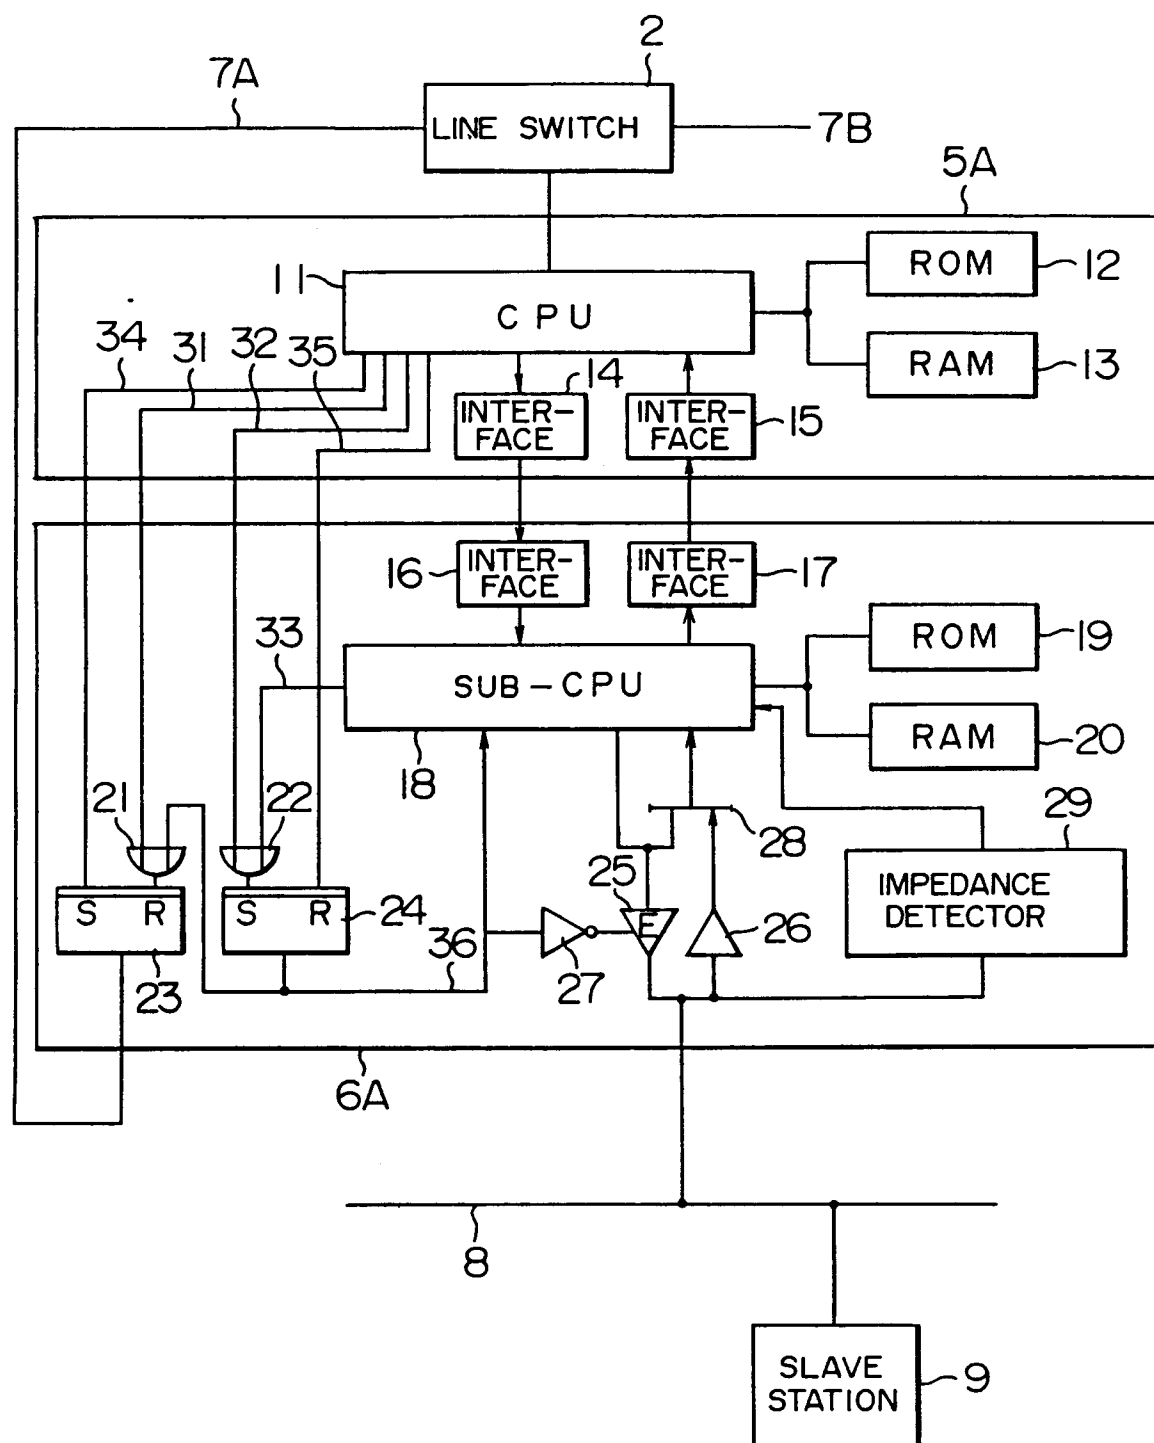 2
7A
LINE SWITCH
7B
5A
11
CPU
ROM
12
RAM
13
34
31
32
35
INTER-
FACE
14
INTER-
FACE
15
16
INTER-
FACE
INTER-
FACE
17
33
SUB-CPU
18
ROM
19
RAM
20
21
22
28
29
IMPEDANCE
DETECTOR
S R
23
S R
24
25
E
26
27
36
6A
8
SLAVE
STATION
9